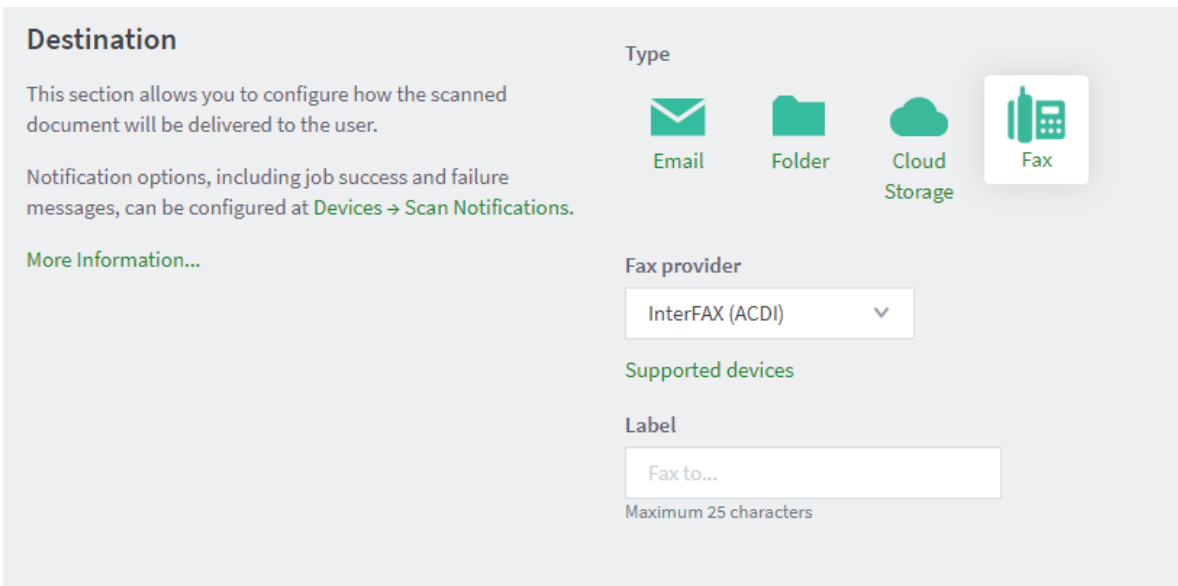 Destination
This section allows you to configure how the scanned
document will be delivered to the user.
Notification options, including job success and failure
messages, can be configured at Devices → Scan Notifications.
More Information...
Type
Email
Folder
Cloud
Storage
Fax
Fax provider
InterFAX (ACDI)
Supported devices
Label
Fax to...
Maximum 25 characters